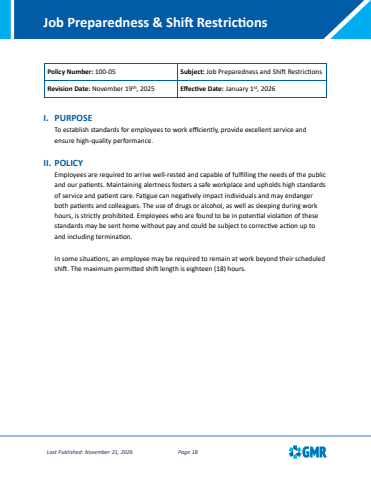 Job Preparedness & Shift Restrictions
Policy Number: 100-05 Subject: Job Preparedness and Shift Restrictions
Revision Date: November 19th, 2025 Effective Date: January 1st, 2026
I. PURPOSE
To establish standards for employees to work efficiently, provide excellent service and
ensure high-quality performance.
II. POLICY
Employees are required to arrive well-rested and capable of fulfilling the needs of the public
and our patients. Maintaining alertness fosters a safe workplace and upholds high standards
of service and patient care. Fatigue can negatively impact individuals and may endanger
both patients and colleagues. The use of drugs or alcohol, as well as sleeping during work
hours, is strictly prohibited. Employees who are found to be in potential violation of these
standards may be sent home without pay and could be subject to corrective action up to
and including termination.
In some situations, an employee may be required to remain at work beyond their scheduled
shift. The maximum permitted shift length is eighteen (18) hours.
Last Published: November 21, 2026 Page 18
GMR